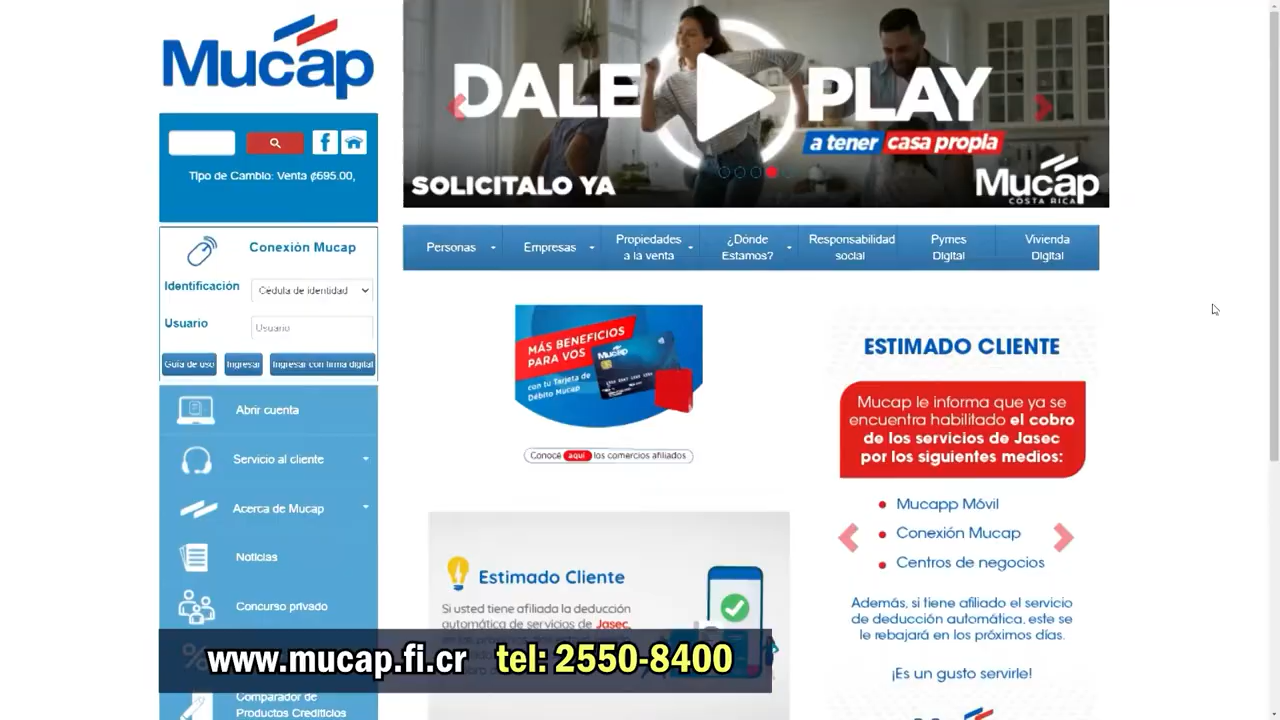 Mucap
Tipo de Cambio: Venta ¢695.00,
Conexión Mucap
Identificación
Cédula de identidad
Usuario
Usuario
Guía de uso
Ingresar
Ingresar con firma digital
Abrir cuenta
Servicio al cliente
Acerca de Mucap
Noticias
Concurso privado
%
Comparador de
Productos Crediticios
DALE PLAY
a tener casa propia
SOLICITALO YA
Mucap
COSTA RICA
Personas
Empresas
Propiedades
a la venta
¿Dónde
Estamos?
Responsabilidad
social
Pymes
Digital
Vivienda
Digital
MÁS BENEFICIOS
PARA VOS
con tu Tarjeta de
Débito Mucap
Mucap
Conocé aquí los comercios afiliados
Estimado Cliente
Si usted tiene afiliada la deducción
automática de servicios de Jasec,
ESTIMADO CLIENTE
Mucap le informa que ya se
encuentra habilitado el cobro
de los servicios de Jasec
por los siguientes medios:
Mucapp Móvil
Conexión Mucap
Centros de negocios
Además, si tiene afiliado el servicio
de deducción automática, este se
le rebajará en los próximos días.
¡Es un gusto servirle!
www.mucap.fi.cr tel: 2550-8400